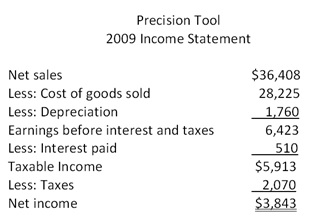 Precision Tool
2009 Income Statement
Net sales $36,408
Less: Cost of goods sold 28,225
Less: Depreciation 1,760
Earnings before interest and taxes 6,423
Less: Interest paid 510
Taxable Income $5,913
Less: Taxes 2,070
Net income $3,843